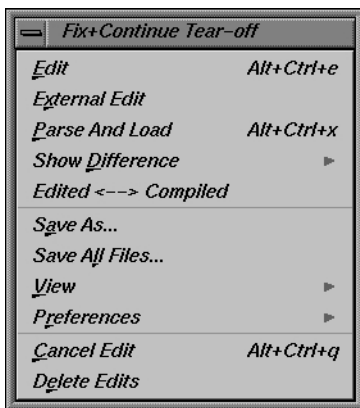 Fix+Continue Tear-off
Edit Alt+Ctrl+e
External Edit
Parse And Load Alt+Ctrl+x
Show Difference
Edited <--> Compiled
Save As...
Save All Files...
View
Preferences
Cancel Edit Alt+Ctrl+q
Delete Edits